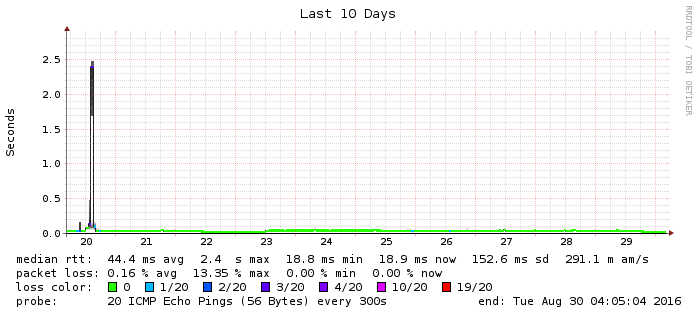 Last 10 Days
RRDTOOL / TOBI OETIKER
Seconds
2.5
2.0
1.5
1.0
0.5
0.0
20 21 22 23 24 25 26 27 28 29
median rtt: 44.4 ms avg 2.4 s max 18.8 ms min 18.9 ms now 152.6 ms sd 291.1 m am/s
packet loss: 0.16 % avg 13.35 % max 0.00 % min 0.00 % now
loss color: 0 1/20 2/20 3/20 4/20 10/20 19/20
probe: 20 ICMP Echo Pings (56 Bytes) every 300s end: Tue Aug 30 04:05:04 2016